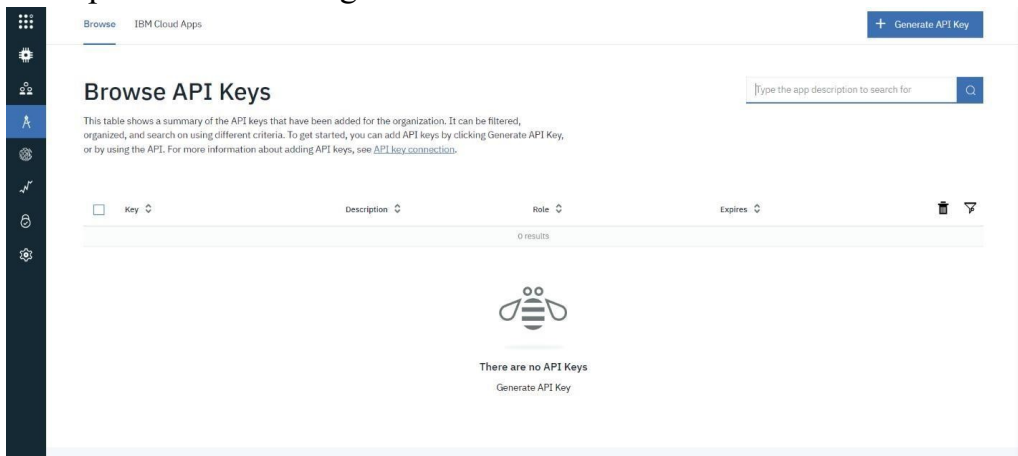 Browse IBM Cloud Apps
+ Generate API Key
Browse API Keys
Type the app description to search for
This table shows a summary of the API keys that have been added for the organization. It can be filtered,
organized, and search on using different criteria. To get started, you can add API keys by clicking Generate API Key,
or by using the API. For more information about adding API keys, see API key connection.
Key Description Role Expires
0 results
There are no API Keys
Generate API Key